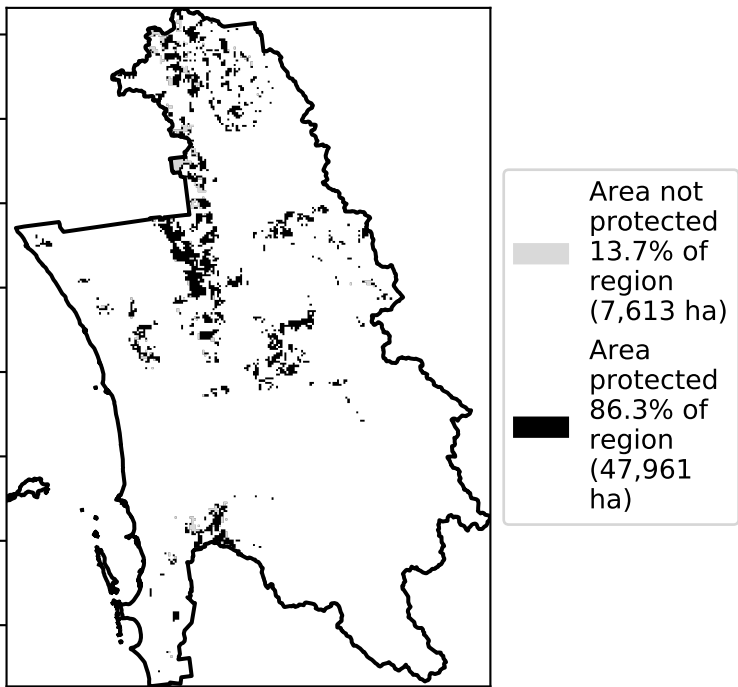 Area not
protected
13.7% of
region
(7,613 ha)
Area
protected
86.3% of
region
(47,961
ha)